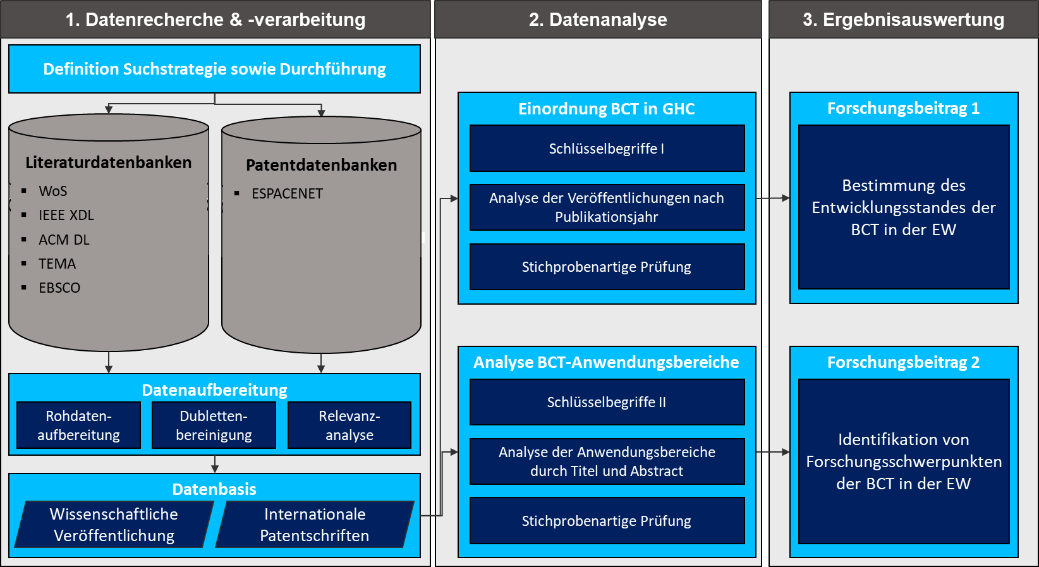 1. Datenrecherche & -verarbeitung
Definition Suchstrategie sowie Durchführung
Literaturdatenbanken
▪ WoS
▪ IEEE XDL
▪ ACM DL
▪ TEMA
▪ EBSCO
Patentdatenbanken
▪ ESPACENET
Datenaufbereitung
Rohdaten-
aufbereitung
Dubletten-
bereinigung
Relevanz-
analyse
Datenbasis
Wissenschaftliche
Veröffentlichung
Internationale
Patentschriften
2. Datenanalyse
Einordnung BCT in GHC
Schlüsselbegriffe I
Analyse der Veröffentlichungen nach
Publikationsjahr
Stichprobenartige Prüfung
Analyse BCT-Anwendungsbereiche
Schlüsselbegriffe II
Analyse der Anwendungsbereiche
durch Titel und Abstract
Stichprobenartige Prüfung
3. Ergebnisauswertung
Forschungsbeitrag 1
Bestimmung des
Entwicklungsstandes der
BCT in der EW
Forschungsbeitrag 2
Identifikation von
Forschungsschwerpunkten
der BCT in der EW